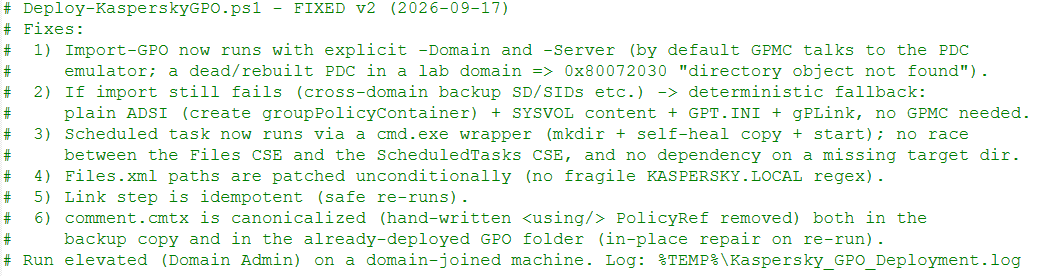 # Deploy-KasperskyGPO.ps1 - FIXED v2 (2026-09-17)
# Fixes:
#  1) Import-GPO now runs with explicit -Domain and -Server (by default GPMC talks to the PDC
#     emulator; a dead/rebuilt PDC in a lab domain => 0x80072030 "directory object not found").
#  2) If import still fails (cross-domain backup SD/SIDs etc.) -> deterministic fallback:
#     plain ADSI (create groupPolicyContainer) + SYSVOL content + GPT.INI + gPLink, no GPMC needed.
#  3) Scheduled task now runs via a cmd.exe wrapper (mkdir + self-heal copy + start); no race
#     between the Files CSE and the ScheduledTasks CSE, and no dependency on a missing target dir.
#  4) Files.xml paths are patched unconditionally (no fragile KASPERSKY.LOCAL regex).
#  5) Link step is idempotent (safe re-runs).
#  6) comment.cmtx is canonicalized (hand-written <using/> PolicyRef removed) both in the
#     backup copy and in the already-deployed GPO folder (in-place repair on re-run).
# Run elevated (Domain Admin) on a domain-joined machine. Log: %TEMP%\Kaspersky_GPO_Deployment.log